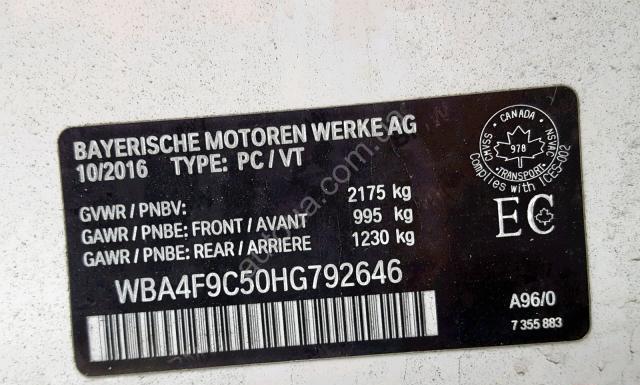 BAYERISCHE MOTOREN WERKE AG
10/2016 TYPE: PC / VT
GVWR / PNBV: 2175 kg
GAWR / PNBE: FRONT / AVANT 995 kg
GAWR / PNBE: REAR / ARRIERE 1230 kg
WBA4F9C50HG792646
CANADA
CMVSS
NSVAC
978
TRANSPORT
Complies with ICES-002
EC
A96/0
7 355 883